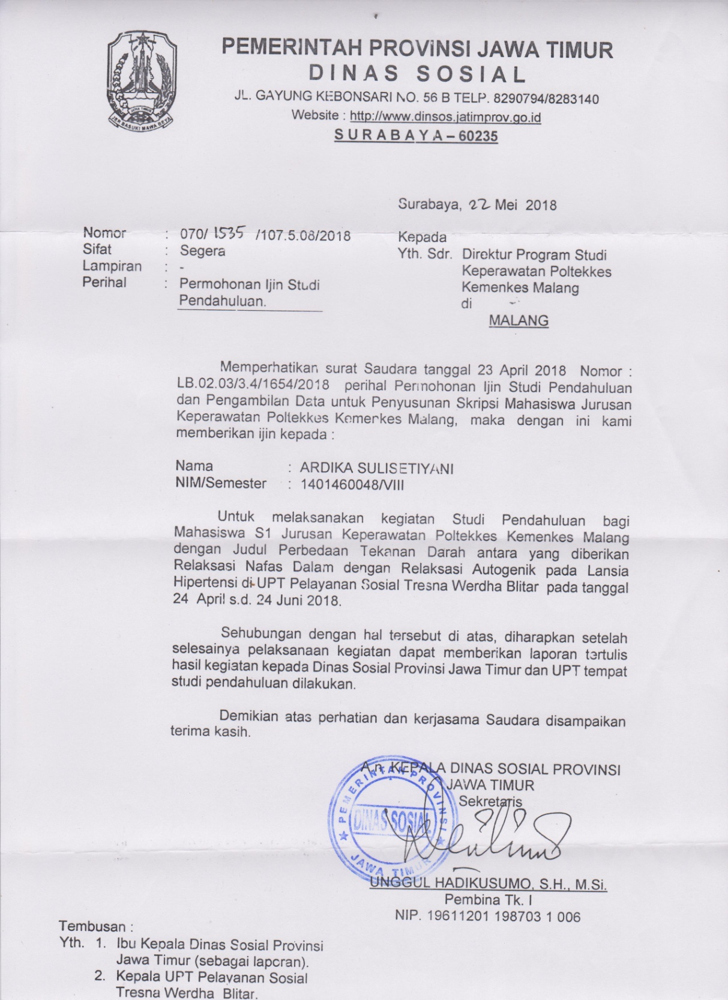 PEMERINTAH PROVINSI JAWA TIMUR
DINAS SOSIAL
JL. GAYUNG KEBONSARI NO. 56 B TELP. 8290794/8283140
Website : http://www.dinsos.jatimprov.go.id
SURABAYA – 60235
JAWA TIMUR
JER BASUKI MAWA BEYA
Surabaya, 22 Mei 2018
Nomor : 070/ 1535 /107.5.08/2018
Sifat : Segera
Lampiran : -
Perihal : Permohonan Ijin Studi
Pendahuluan.
Kepada
Yth. Sdr. Direktur Program Studi
Keperawatan Poltekkes
Kemenkes Malang
di
MALANG
Memperhatikan surat Saudara tanggal 23 April 2018 Nomor :
LB.02.03/3.4/1654/2018 perihal Permohonan Ijin Studi Pendahuluan
dan Pengambilan Data untuk Penyusunan Skripsi Mahasiswa Jurusan
Keperawatan Poltekkes Kemenkes Malang, maka dengan ini kami
memberikan ijin kepada :
Nama : ARDIKA SULISETIYANI
NIM/Semester : 1401460048/VIII
Untuk melaksanakan kegiatan Studi Pendahuluan bagi
Mahasiswa S1 Jurusan Keperawatan Poltekkes Kemenkes Malang
dengan Judul Perbedaan Tekanan Darah antara yang diberikan
Relaksasi Nafas Dalam dengan Relaksasi Autogenik pada Lansia
Hipertensi di UPT Pelayanan Sosial Tresna Werdha Blitar pada tanggal
24 April s.d. 24 Juni 2018.
Sehubungan dengan hal tersebut di atas, diharapkan setelah
selesainya pelaksanaan kegiatan dapat memberikan laporan tertulis
hasil kegiatan kepada Dinas Sosial Provinsi Jawa Timur dan UPT tempat
studi pendahuluan dilakukan.
Demikian atas perhatian dan kerjasama Saudara disampaikan
terima kasih.
A.n. KEPALA DINAS SOSIAL PROVINSI
JAWA TIMUR
Sekretaris
PEMERINTAH PROVINSI
DINAS SOSIAL
JAWA TIMUR
UNGGUL HADIKUSUMO, S.H., M.Si.
Pembina Tk. I
NIP. 19611201 198703 1 006
Tembusan :
Yth. 1. Ibu Kepala Dinas Sosial Provinsi
Jawa Timur (sebagai laporan).
2. Kepala UPT Pelayanan Sosial
Tresna Werdha Blitar.